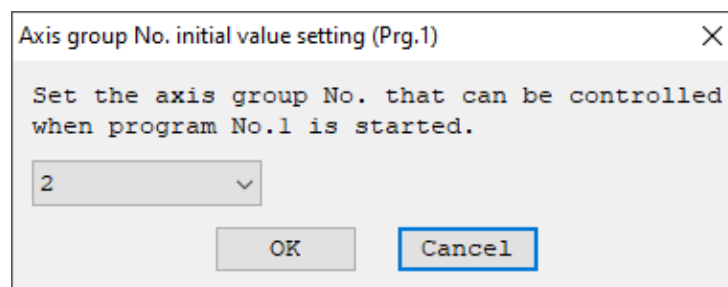 Axis group No. initial value setting (Prg.1)
Set the axis group No. that can be controlled
when program No.1 is started.
2
OK Cancel